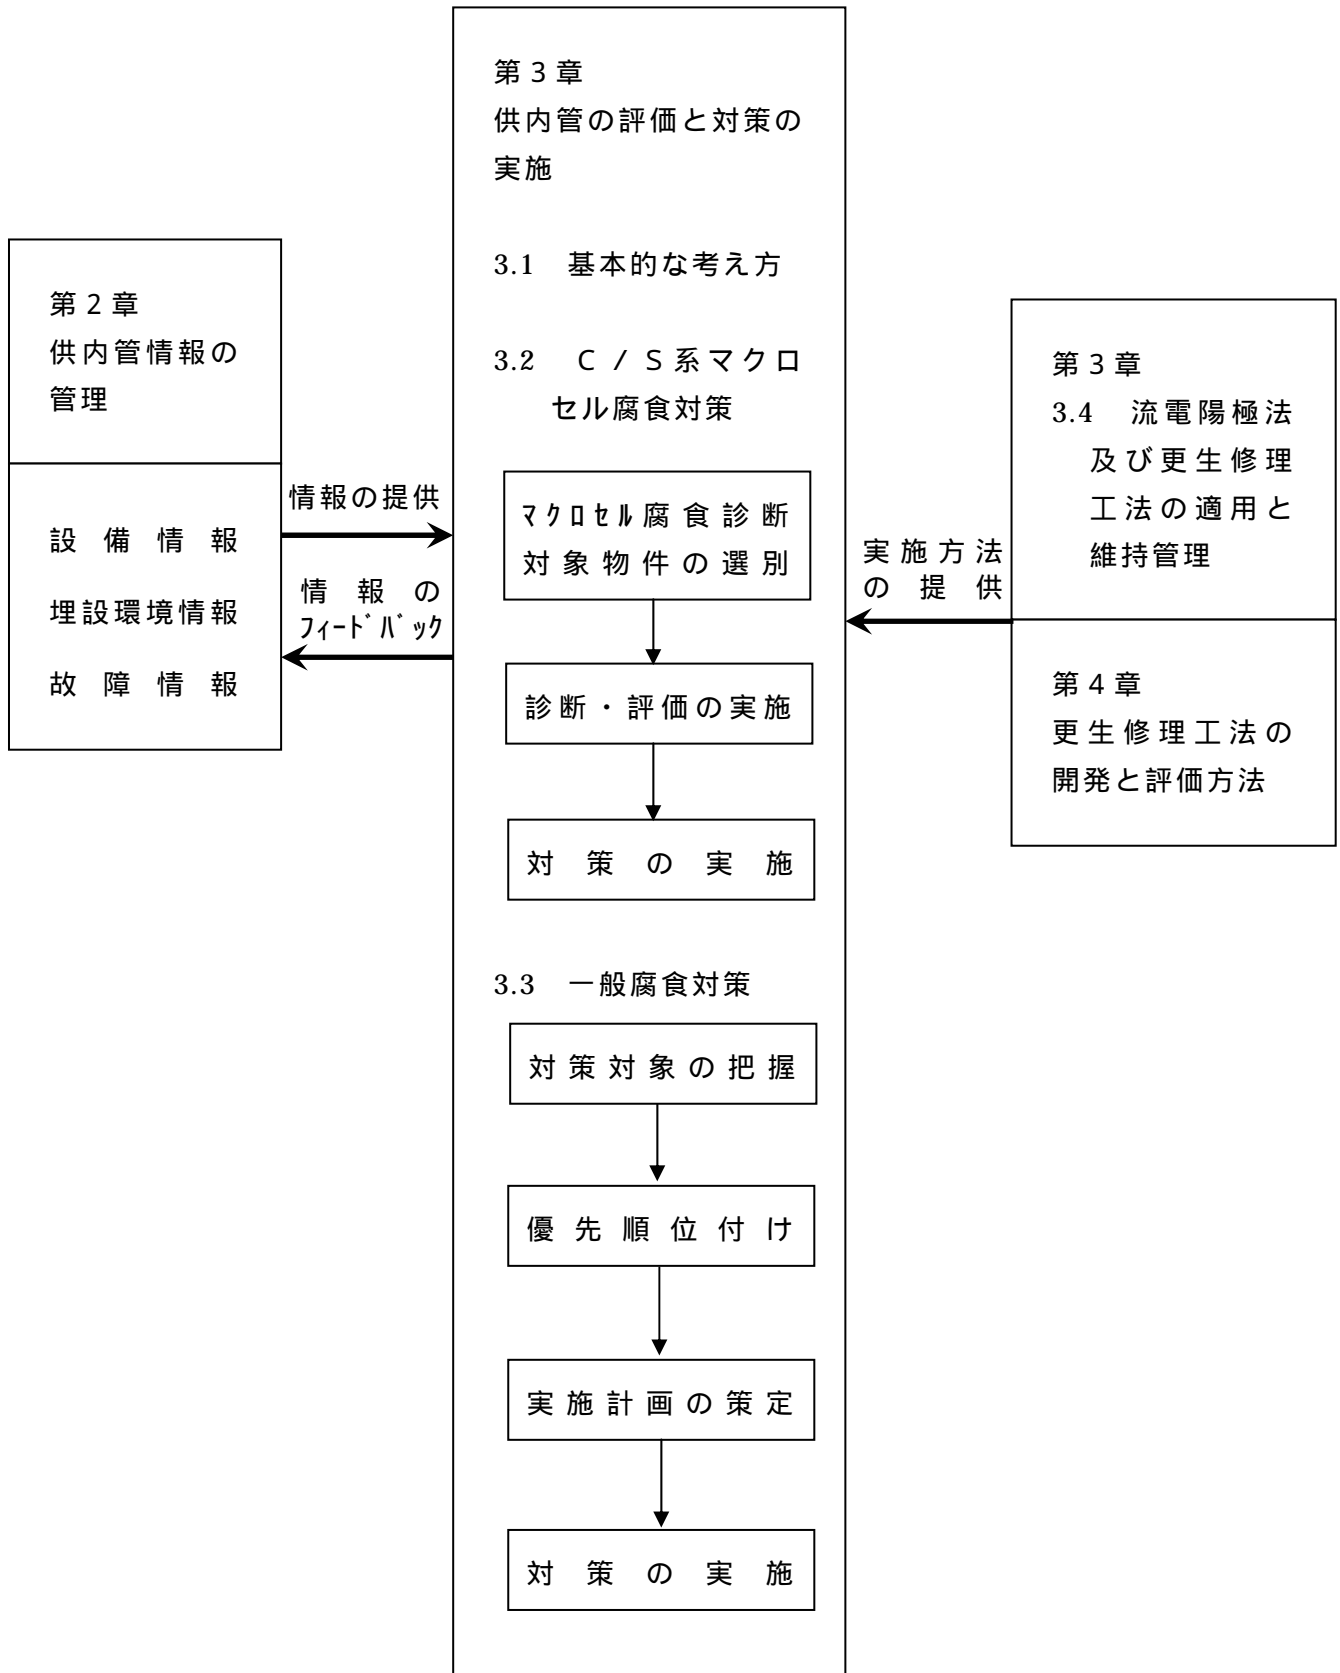 第２章
供内管情報の
管理
設備情報
埋設環境情報
故障情報
情報の提供
情報の
ﾌｨｰﾄﾞﾊﾞｯｸ
第３章
供内管の評価と対策の
実施
3.1　基本的な考え方
3.2　Ｃ／Ｓ系マクロ
セル腐食対策
ﾏｸﾛｾﾙ腐食診断
対象物件の選別
診断・評価の実施
対策の実施
3.3　一般腐食対策
対策対象の把握
優先順位付け
実施計画の策定
対策の実施
実施方法
の提供
第３章
3.4　流電陽極法
及び更生修理
工法の適用と
維持管理
第４章
更生修理工法の
開発と評価方法